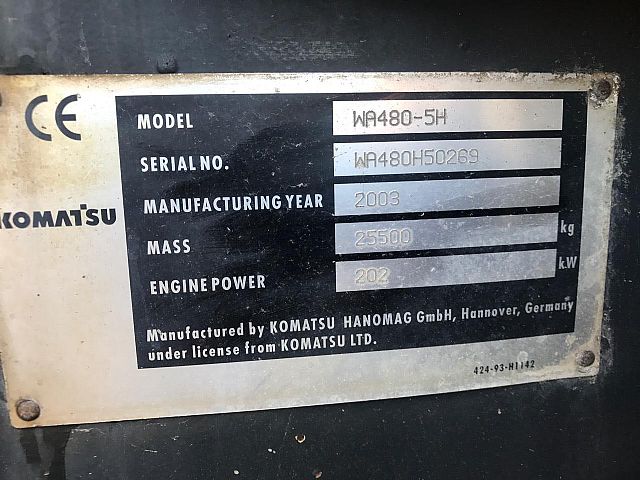 CE
MODEL WA480-5H
SERIAL NO. WA480H50269
KOMATSU
MANUFACTURING YEAR 2003
MASS 25500 kg
ENGINE POWER 202 kW
Manufactured by KOMATSU HANOMAG GmbH, Hannover, Germany
under license from KOMATSU LTD.
424-93-H1142